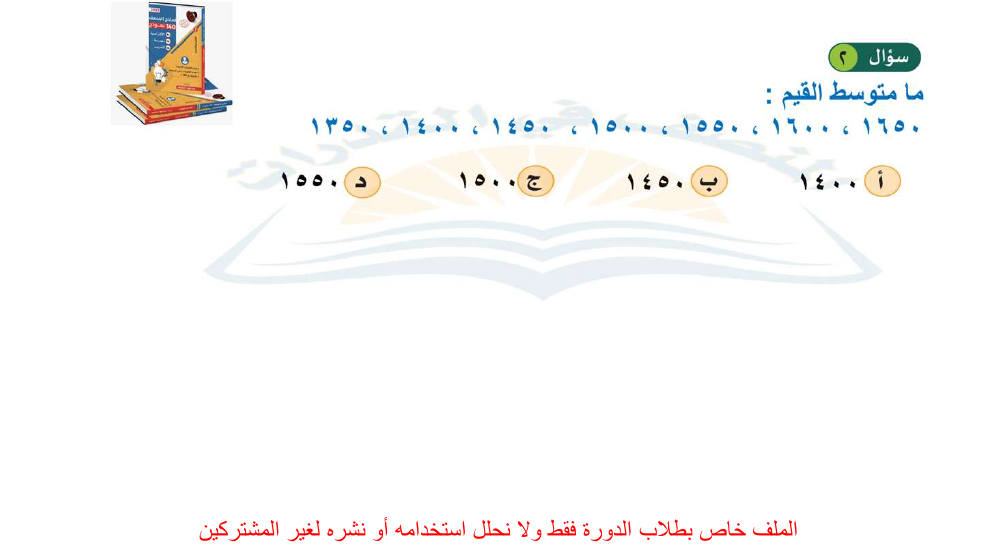 سؤال ٢
ما متوسط القيم :
١٦٥٠ ، ١٦٠٠ ، ١٥٥٠ ، ١٥٠٠ ، ١٤٥٠ ، ١٤٠٠ ، ١٣٥٠
أ ١٤٠٠ ب ١٤٥٠ ج ١٥٠٠ د ١٥٥٠
الملف خاص بطلاب الدورة فقط ولا نحلل استخدامه أو نشره لغير المشتركين